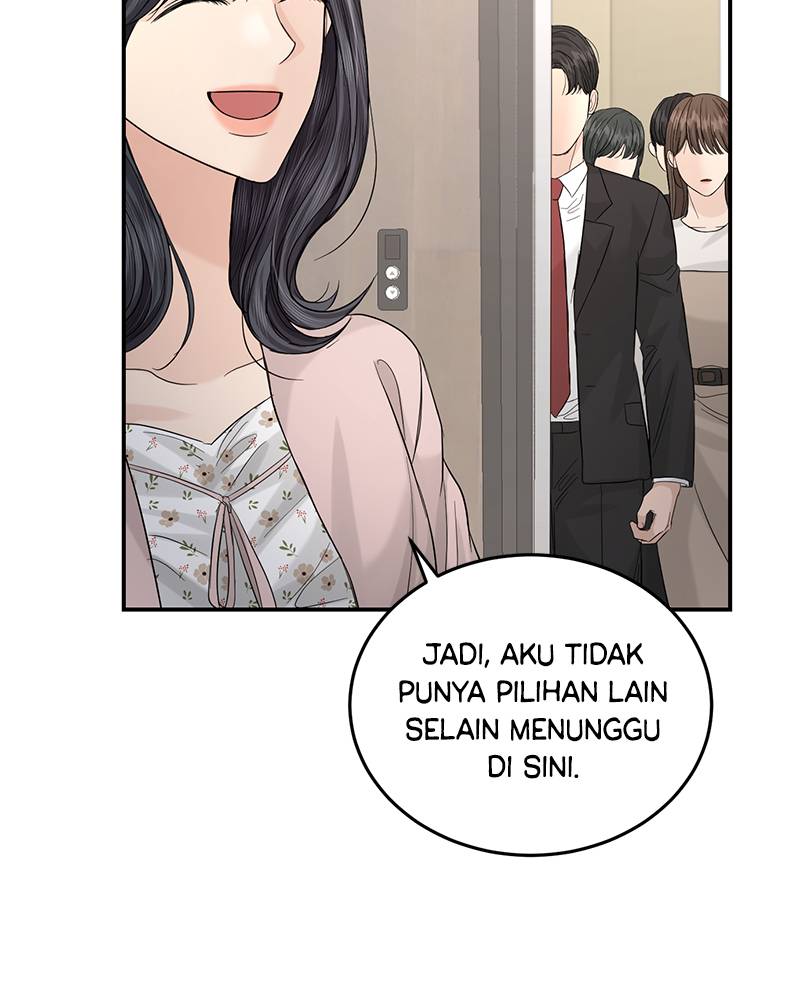 JADI, AKU TIDAK
PUNYA PILIHAN LAIN
SELAIN MENUNGGU
DI SINI.